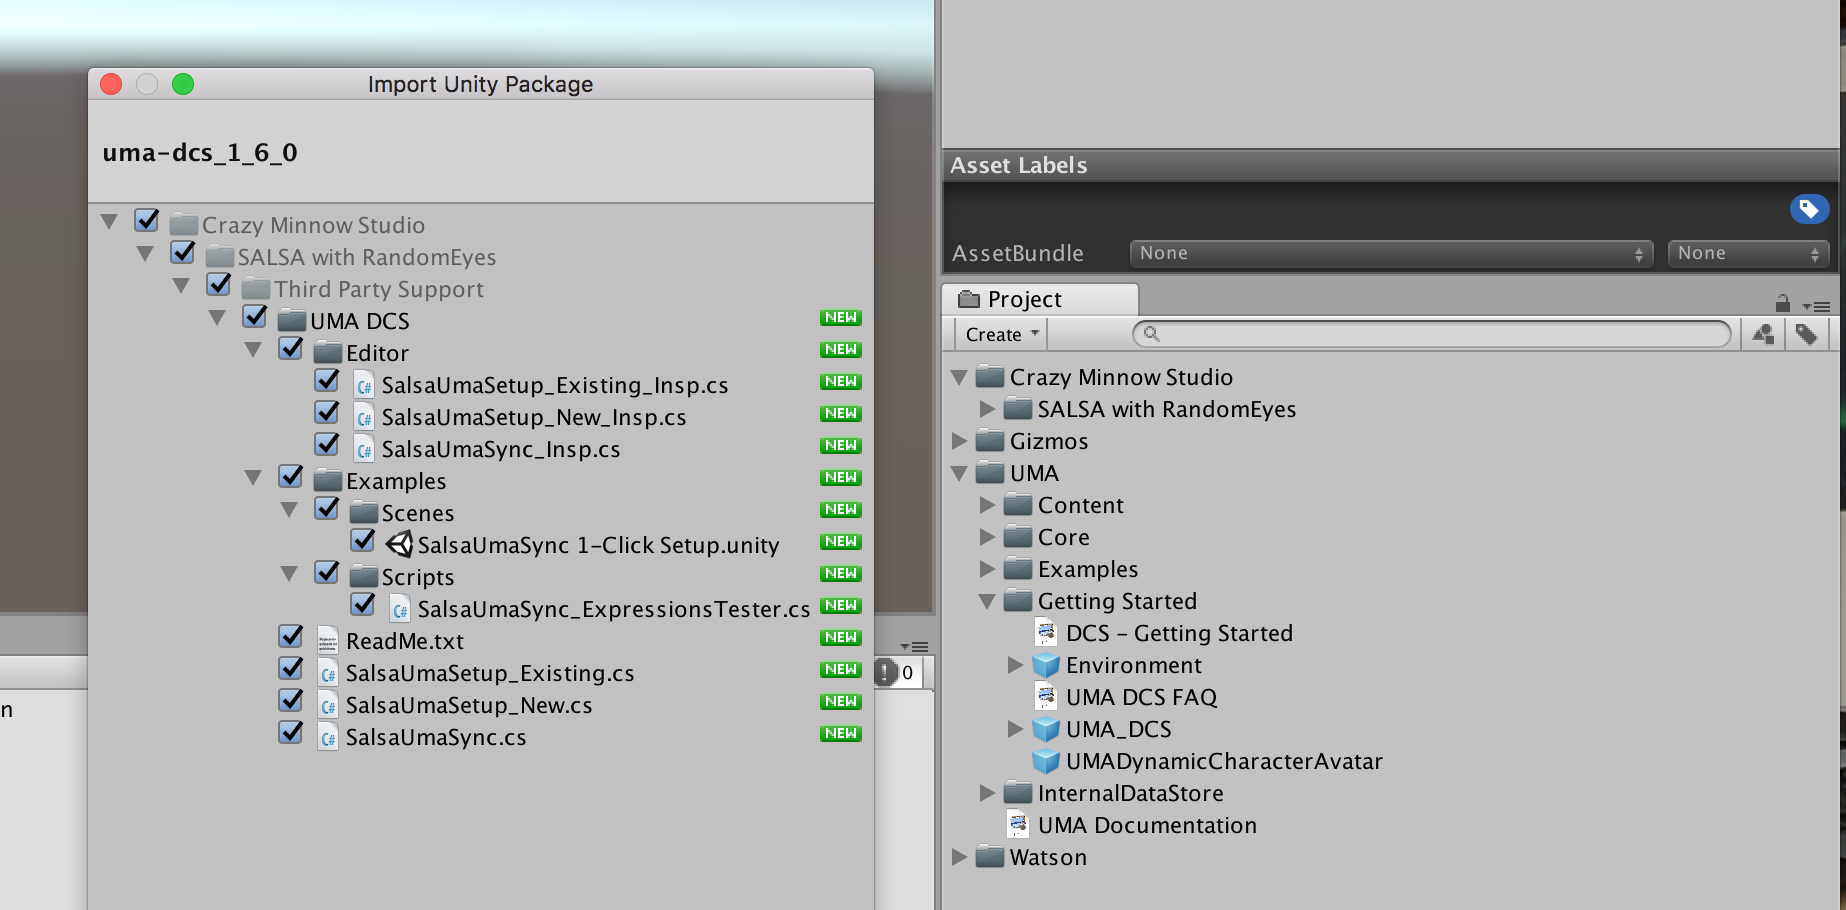 Import Unity Package
uma-dcs_1_6_0
Crazy Minnow Studio
SALSA with RandomEyes
Third Party Support
UMA DCS NEW
Editor NEW
SalsaUmaSetup_Existing_Insp.cs NEW
SalsaUmaSetup_New_Insp.cs NEW
SalsaUmaSync_Insp.cs NEW
Examples NEW
Scenes NEW
SalsaUmaSync 1-Click Setup.unity NEW
Scripts NEW
SalsaUmaSync_ExpressionsTester.cs NEW
ReadMe.txt NEW
SalsaUmaSetup_Existing.cs NEW
SalsaUmaSetup_New.cs NEW
SalsaUmaSync.cs NEW
0
n
Asset Labels
AssetBundle None None
Project
Create
Crazy Minnow Studio
SALSA with RandomEyes
Gizmos
UMA
Content
Core
Examples
Getting Started
DCS - Getting Started
Environment
UMA DCS FAQ
UMA_DCS
UMADynamicCharacterAvatar
InternalDataStore
UMA Documentation
Watson